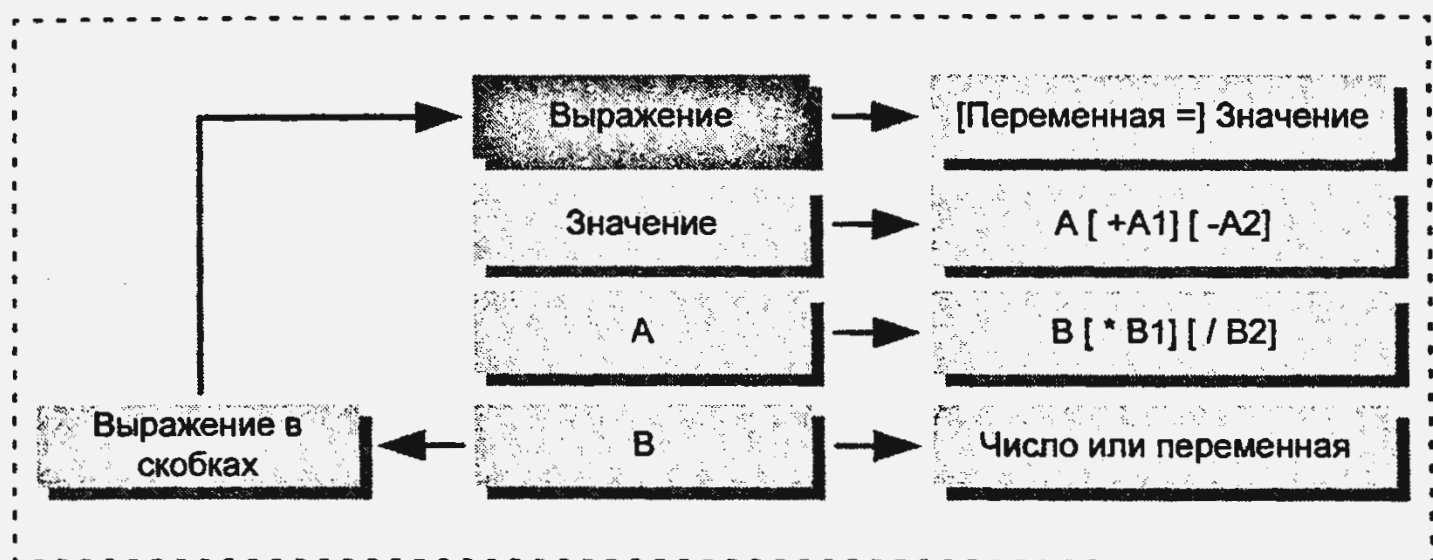 Выражение
[Переменная =] Значение
Значение
A [ +A1] [ -A2]
A
B [ * B1] [ / B2]
Выражение в
скобках
B
Число или переменная